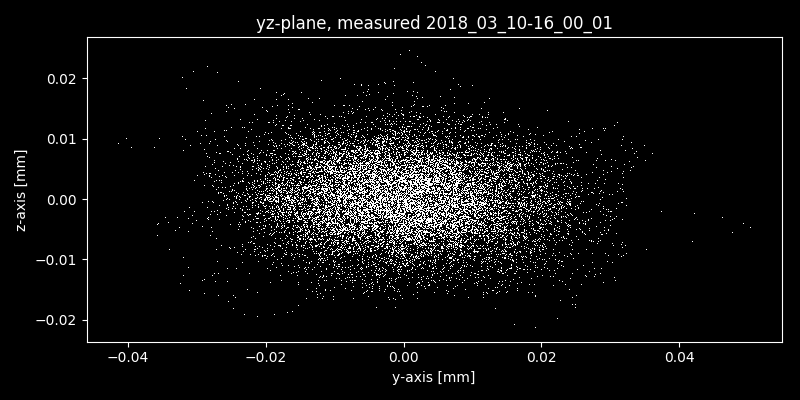 yz-plane, measured 2018_03_10-16_00_01
0.02
0.01
0.00
−0.01
−0.02
z-axis [mm]
−0.04 −0.02 0.00 0.02 0.04
y-axis [mm]